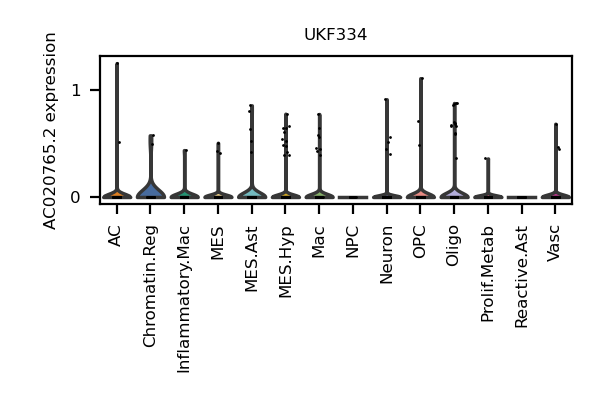 UKF334
AC020765.2 expression
1
0
AC
Chromatin.Reg
Inflammatory.Mac
MES
MES.Ast
MES.Hyp
Mac
NPC
Neuron
OPC
Oligo
Prolif.Metab
Reactive.Ast
Vasc